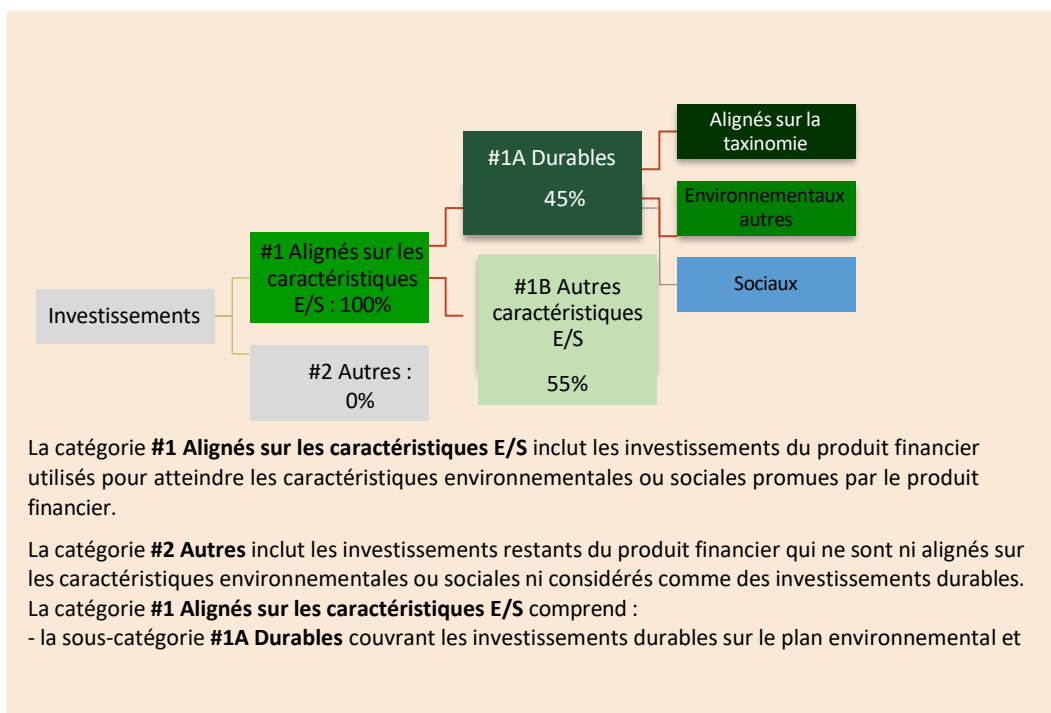 Investissements
#1 Alignés sur les
caractéristiques
E/S : 100%
#2 Autres :
0%
#1A Durables
45%
#1B Autres
caractéristiques
E/S
55%
Alignés sur la
taxinomie
Environnementaux
autres
Sociaux
La catégorie #1 Alignés sur les caractéristiques E/S inclut les investissements du produit financier
utilisés pour atteindre les caractéristiques environnementales ou sociales promues par le produit
financier.
La catégorie #2 Autres inclut les investissements restants du produit financier qui ne sont ni alignés sur
les caractéristiques environnementales ou sociales ni considérés comme des investissements durables.
La catégorie #1 Alignés sur les caractéristiques E/S comprend :
- la sous-catégorie #1A Durables couvrant les investissements durables sur le plan environnemental et